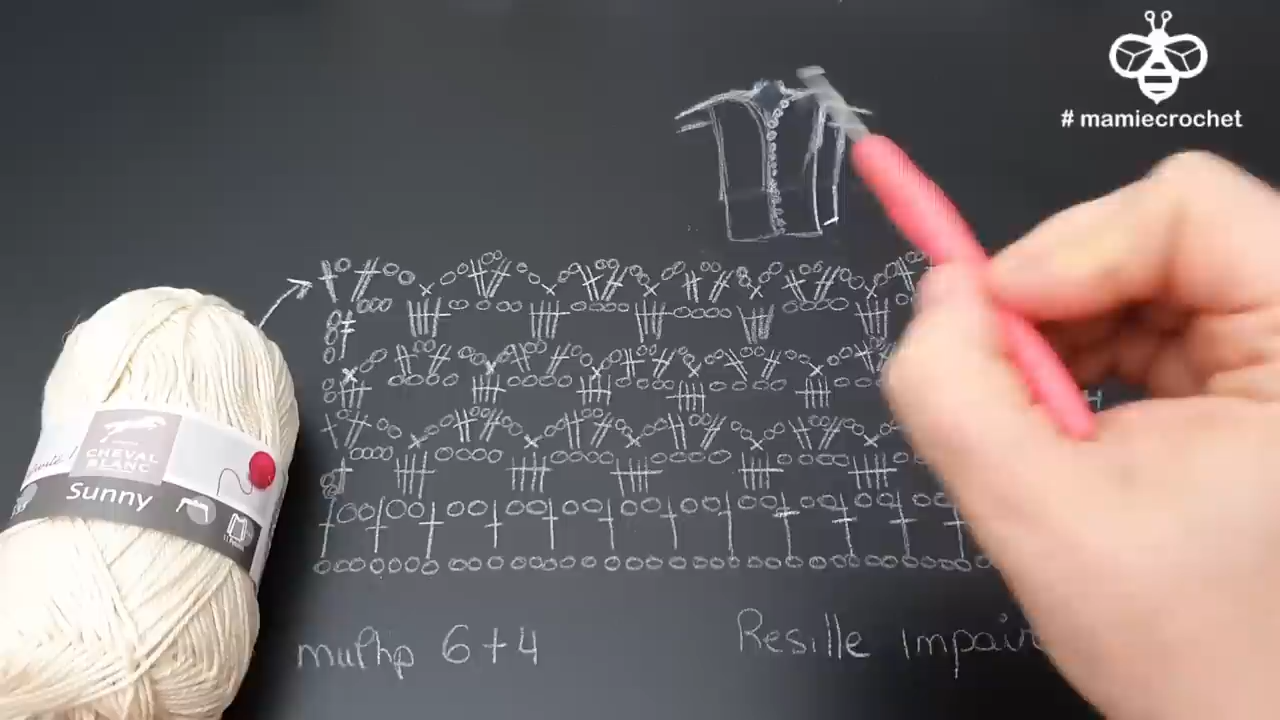 # mamiecrochet
CHEVAL
BLANC
Sunny
multip 6+4
Resille Impair